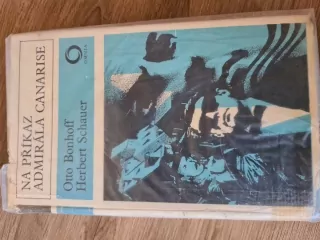 NA PŘÍKAZ
ADMIRÁLA CANARISE
Otto Bonhoff
Herbert Schauer